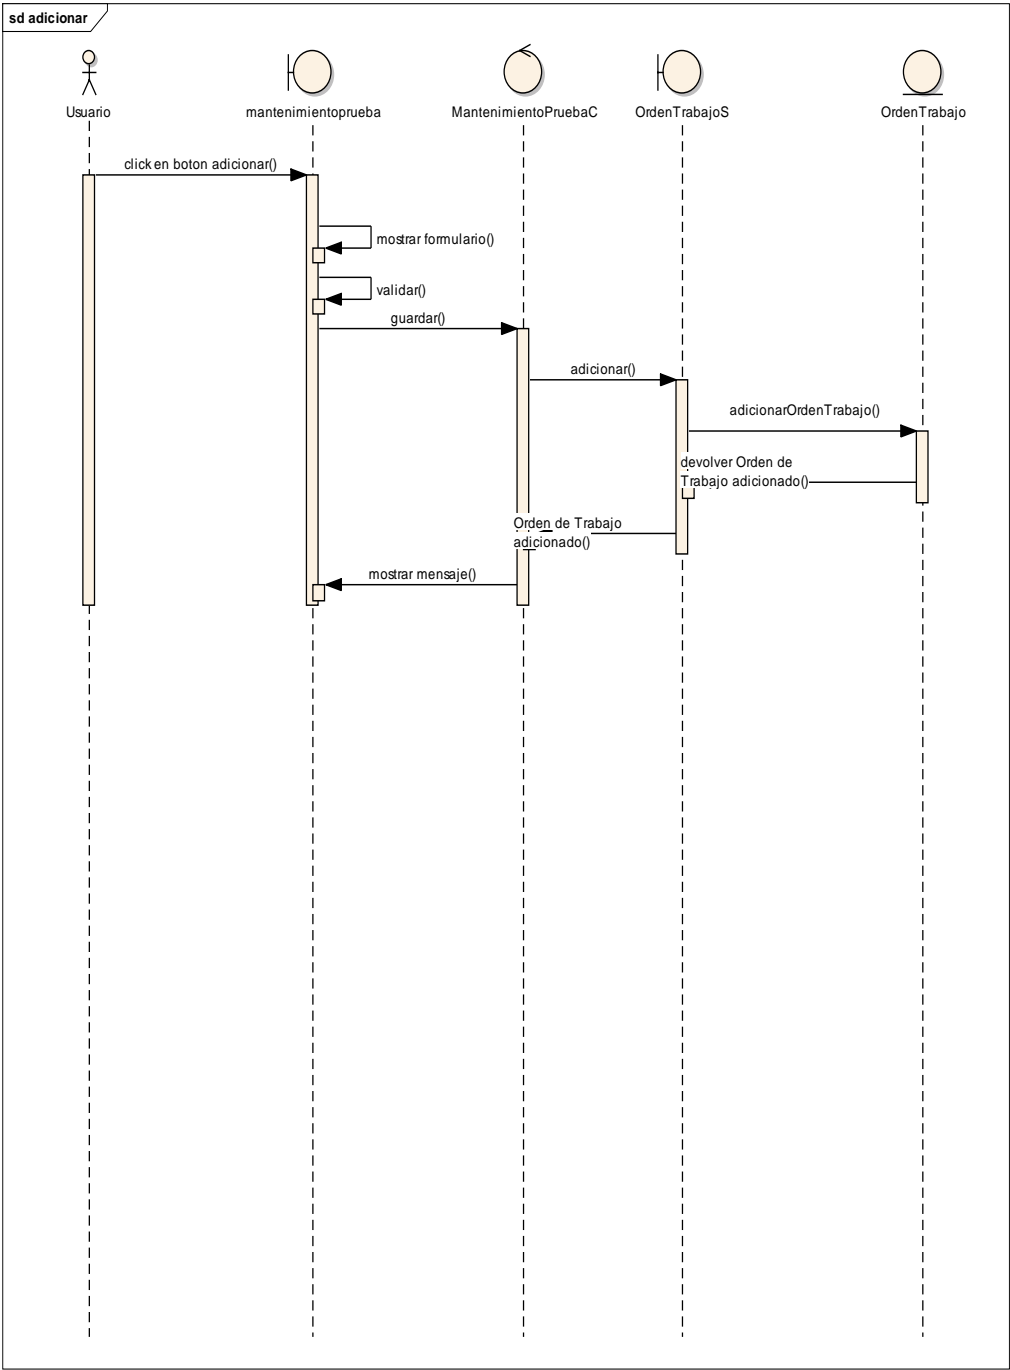 sd adicionar
Usuario
mantenimientoprueba
MantenimientoPruebaC
OrdenTrabajoS
OrdenTrabajo
click en boton adicionar()
mostrar formulario()
validar()
guardar()
adicionar()
adicionarOrdenTrabajo()
devolver Orden de
Trabajo adicionado()
Orden de Trabajo
adicionado()
mostrar mensaje()